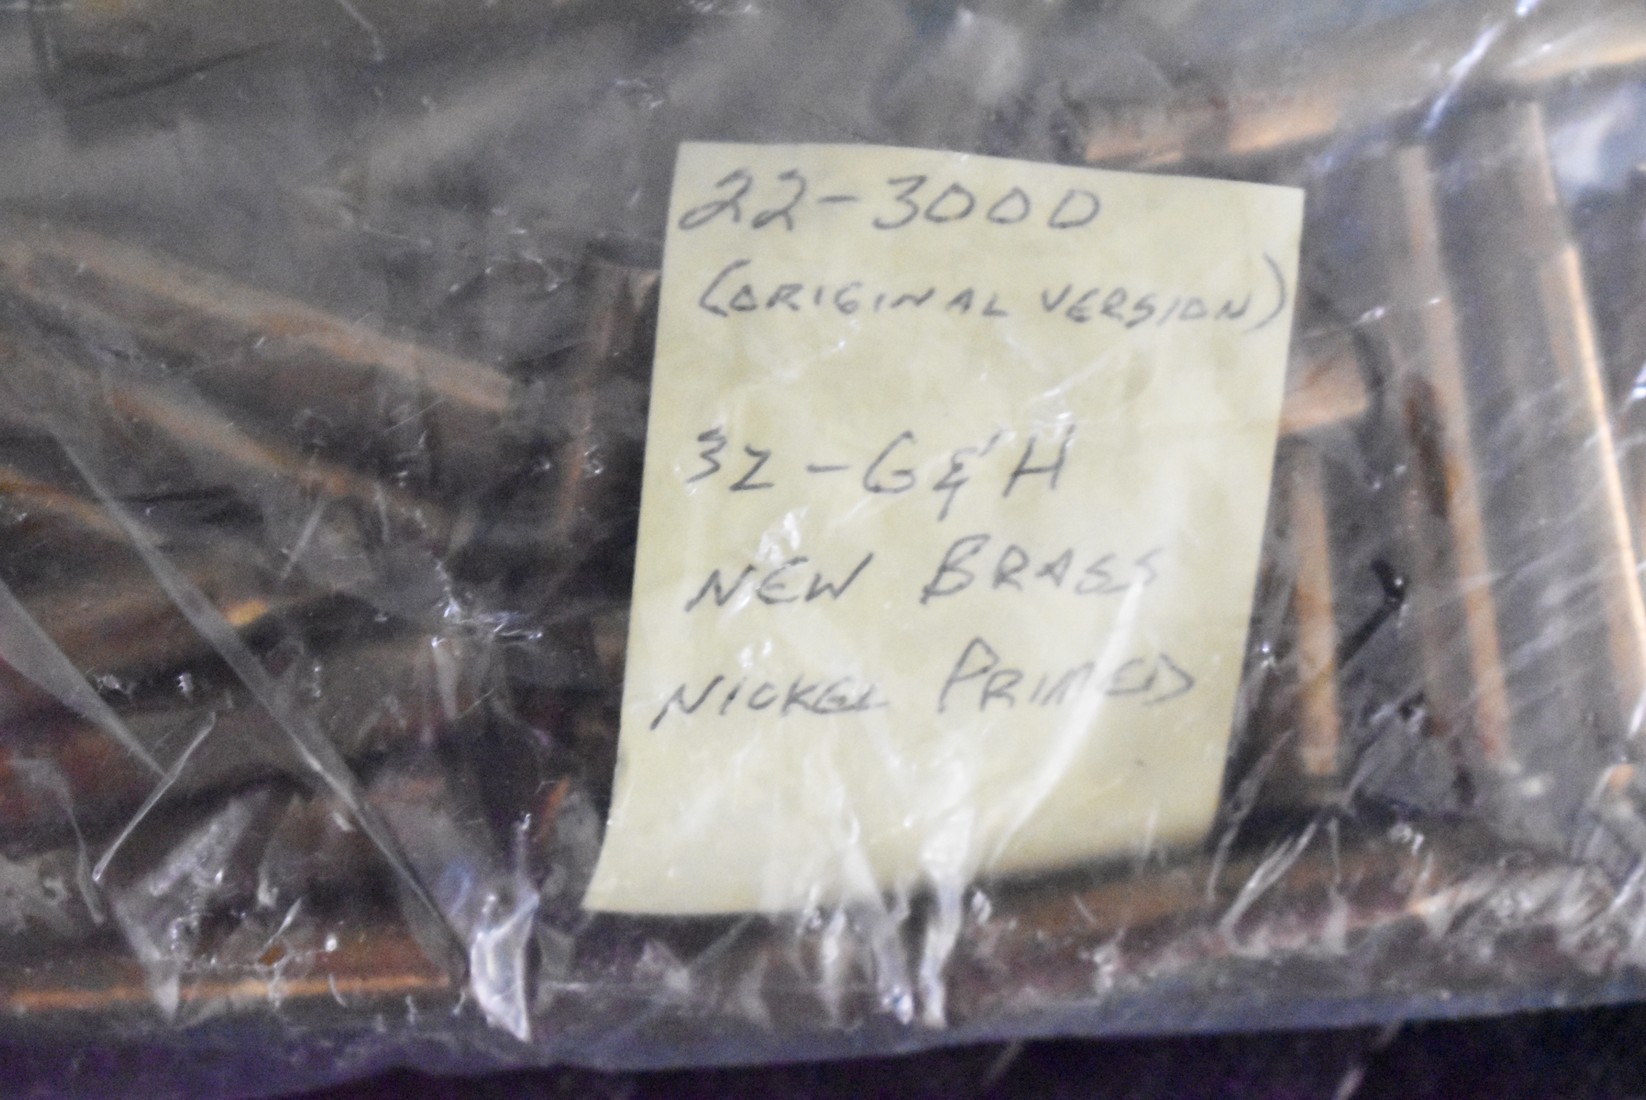 22-3000
(ORIGINAL VERSION)
32-G&H
NEW BRASS
NICKEL PRIMED